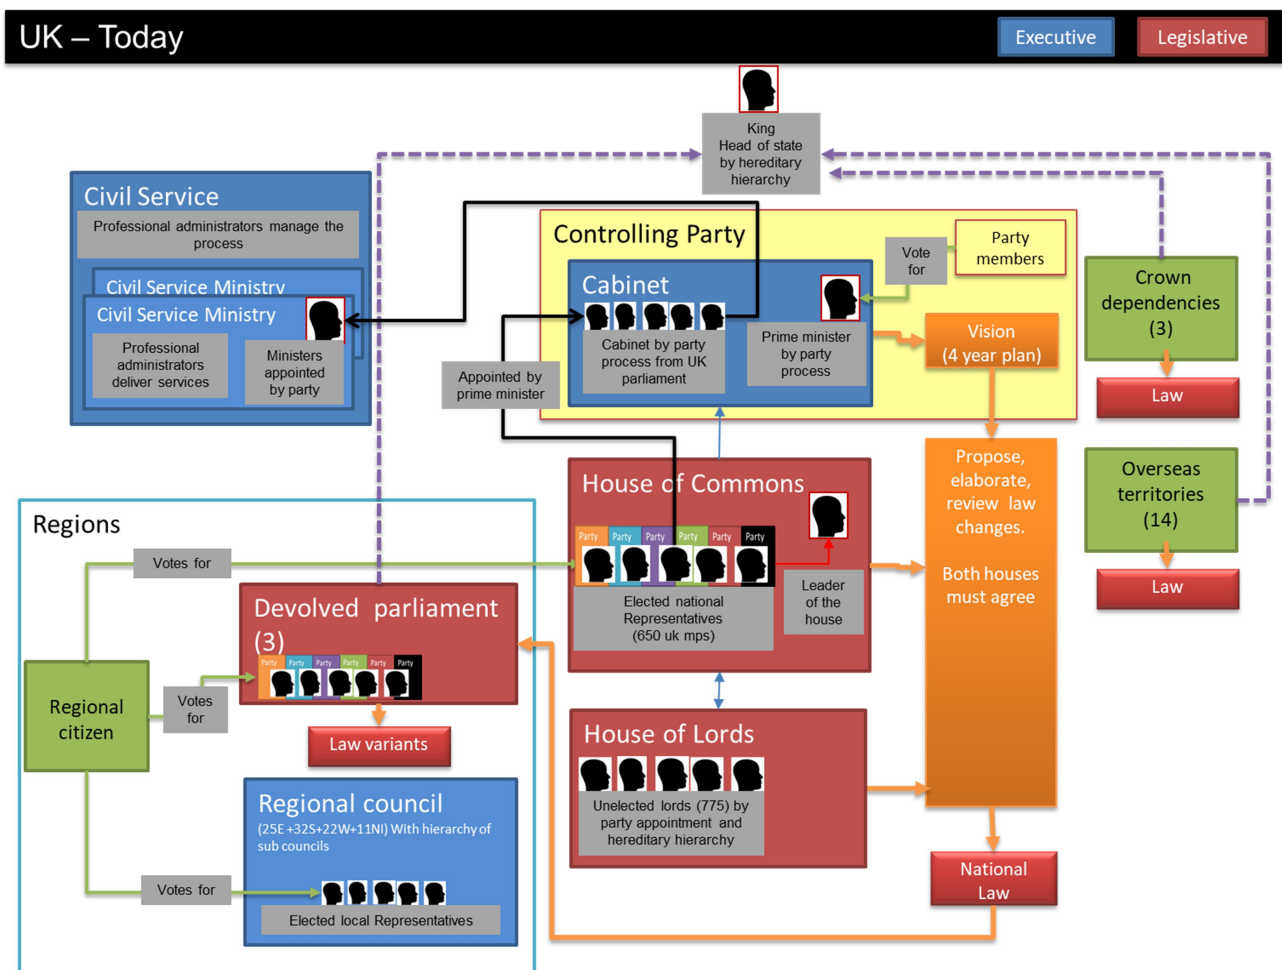 UK – Today
Executive
Legislative
King
Head of state
by hereditary
hierarchy
Civil Service
Professional administrators manage the
process
Civil Service Ministry
Civil Service Ministry
Professional
administrators
deliver services
Ministers
appointed
by party
Controlling Party
Vote
for
Party
members
Cabinet
Cabinet by party
process from UK
parliament
Prime minister
by party
process
Vision
(4 year plan)
Appointed by
prime minister
Crown
dependencies
(3)
Law
Overseas
territories
(14)
Law
Propose,
elaborate,
review law
changes.
Both houses
must agree
House of Commons
Party Party Party Party Party Party
Elected national
Representatives
(650 uk mps)
Leader
of the
house
House of Lords
Unelected lords (775) by
party appointment and
hereditary hierarchy
National
Law
Regions
Votes for
Devolved parliament
(3)
Party Party Party Party Party Party
Regional
citizen
Votes
for
Law variants
Regional council
(25E +32S+22W+11NI) With hierarchy of
sub councils
Votes for
Elected local Representatives